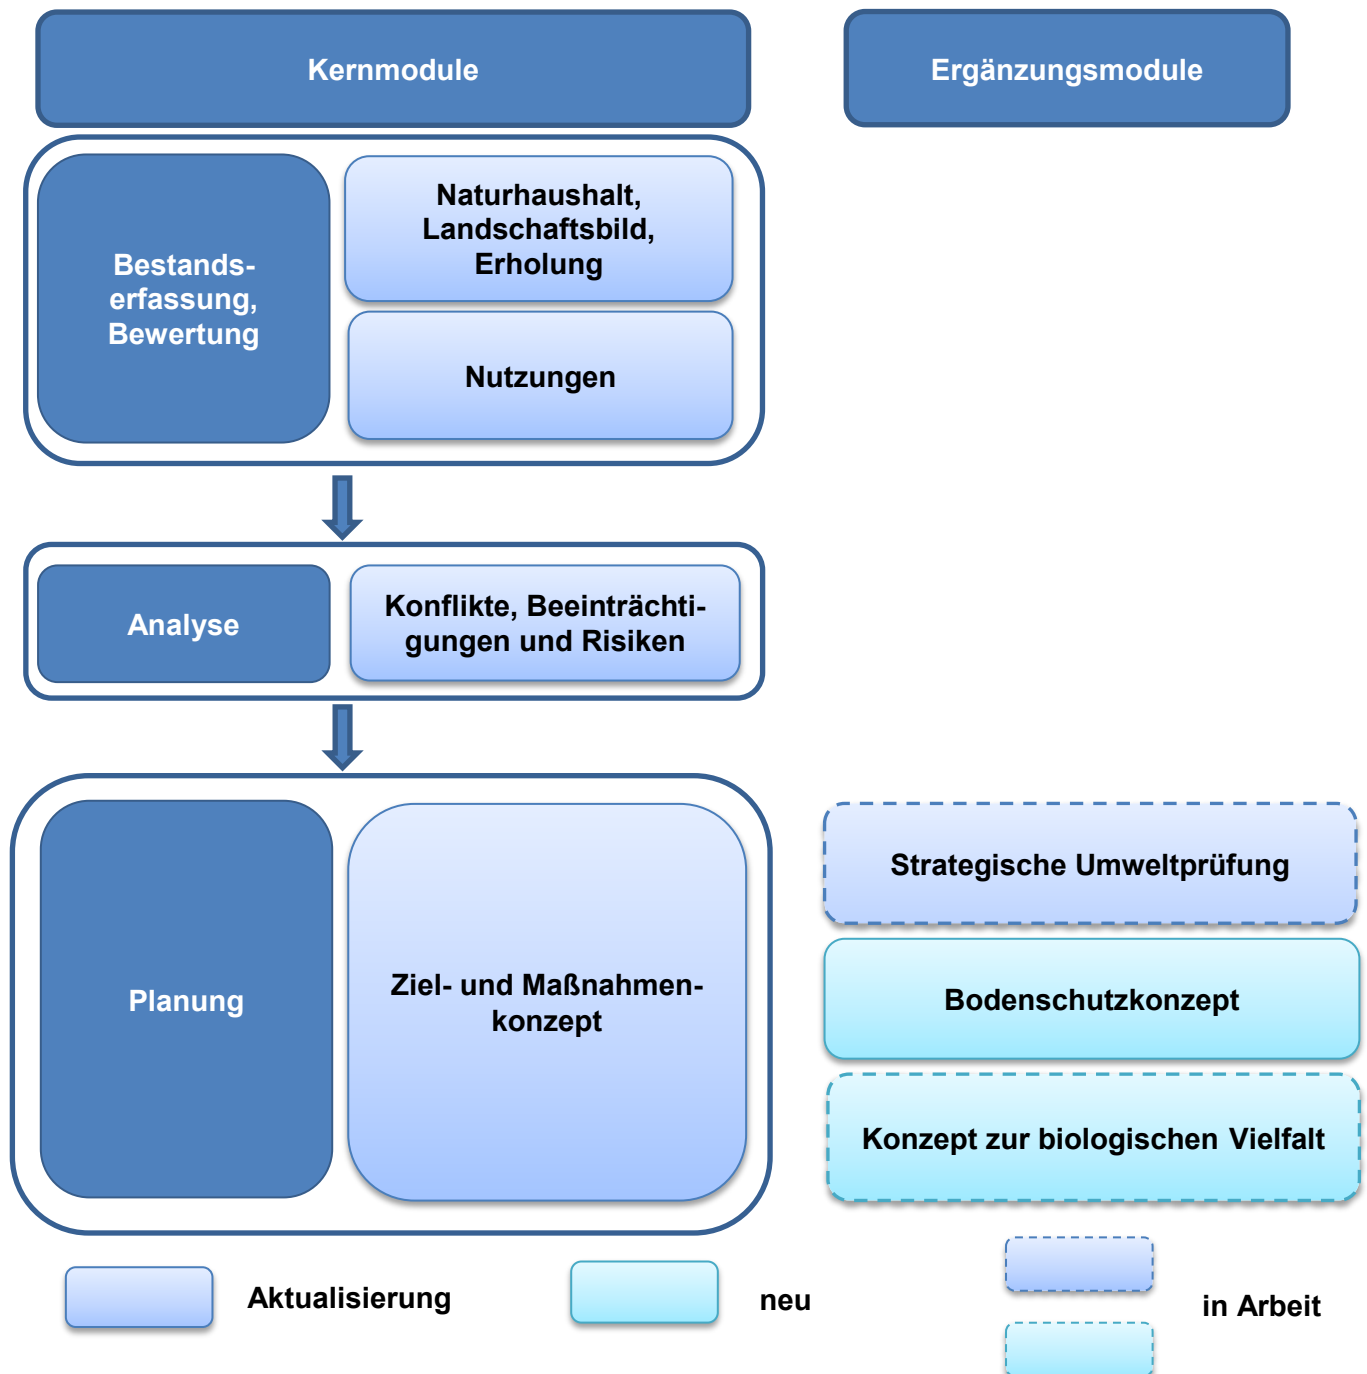 Kernmodule
Ergänzungsmodule
Bestands-
erfassung,
Bewertung
Naturhaushalt,
Landschaftsbild,
Erholung
Nutzungen
Analyse
Konflikte, Beeinträchti-
gungen und Risiken
Planung
Ziel- und Maßnahmen-
konzept
Strategische Umweltprüfung
Bodenschutzkonzept
Konzept zur biologischen Vielfalt
Aktualisierung
neu
in Arbeit